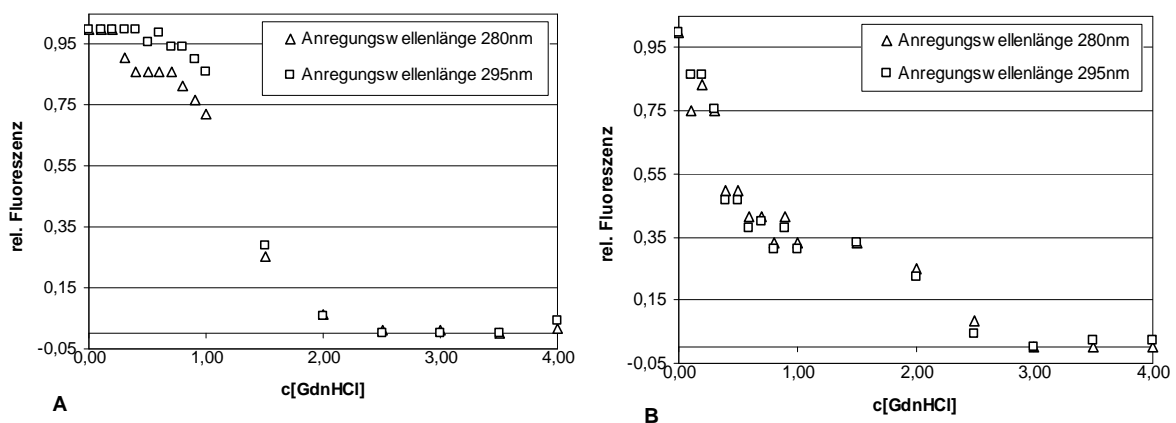 0,95
0,75
0,55
0,35
0,15
-0,05
rel. Fluoreszenz
Anregungswellenlänge 280nm
Anregungswellenlänge 295nm
0,00 1,00 2,00 3,00 4,00
c[GdnHCl]
A
0,95
0,75
0,55
0,35
0,15
-0,05
rel. Fluoreszenz
Anregungswellenlänge 280nm
Anregungswellenlänge 295nm
0,00 1,00 2,00 3,00 4,00
c[GdnHCl]
B